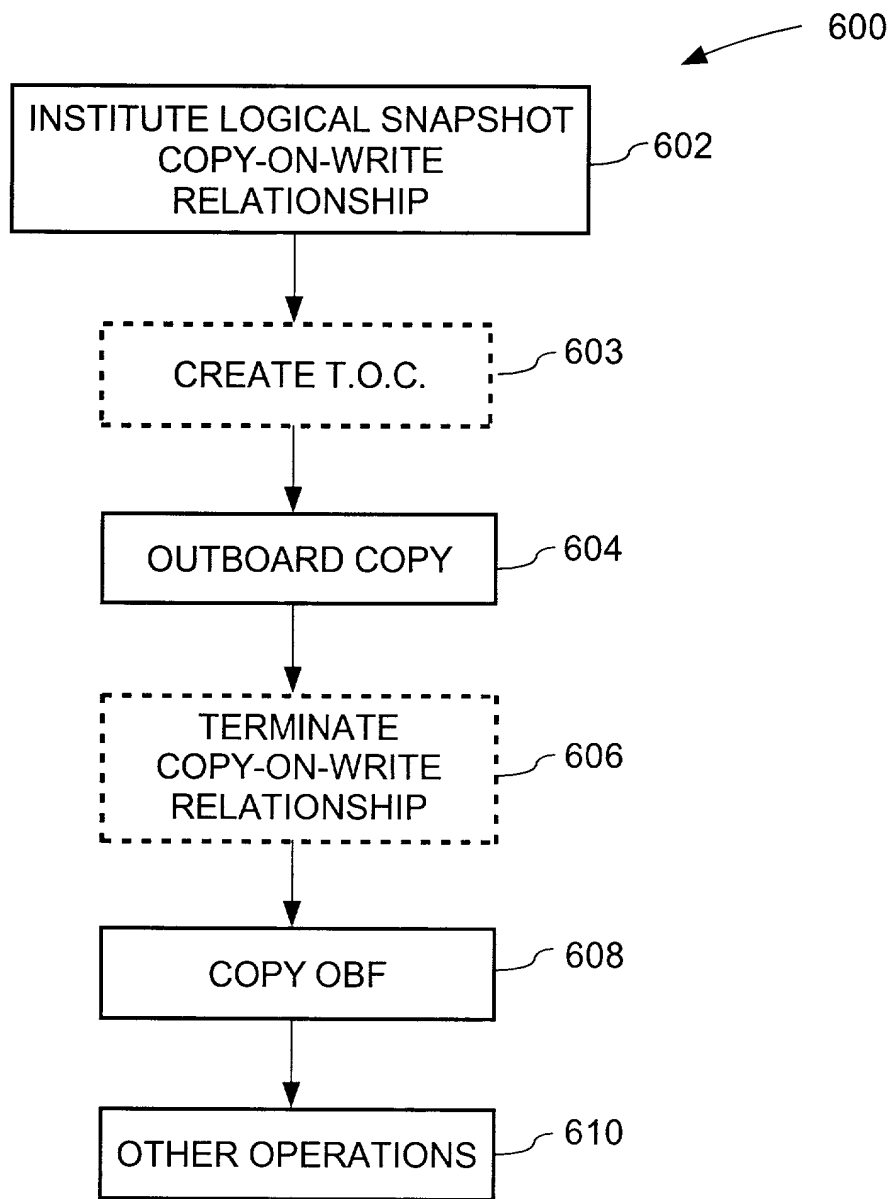 600
INSTITUTE LOGICAL SNAPSHOT
COPY-ON-WRITE
RELATIONSHIP
602
CREATE T.O.C.
603
OUTBOARD COPY
604
TERMINATE
COPY-ON-WRITE
RELATIONSHIP
606
COPY OBF
608
OTHER OPERATIONS
610